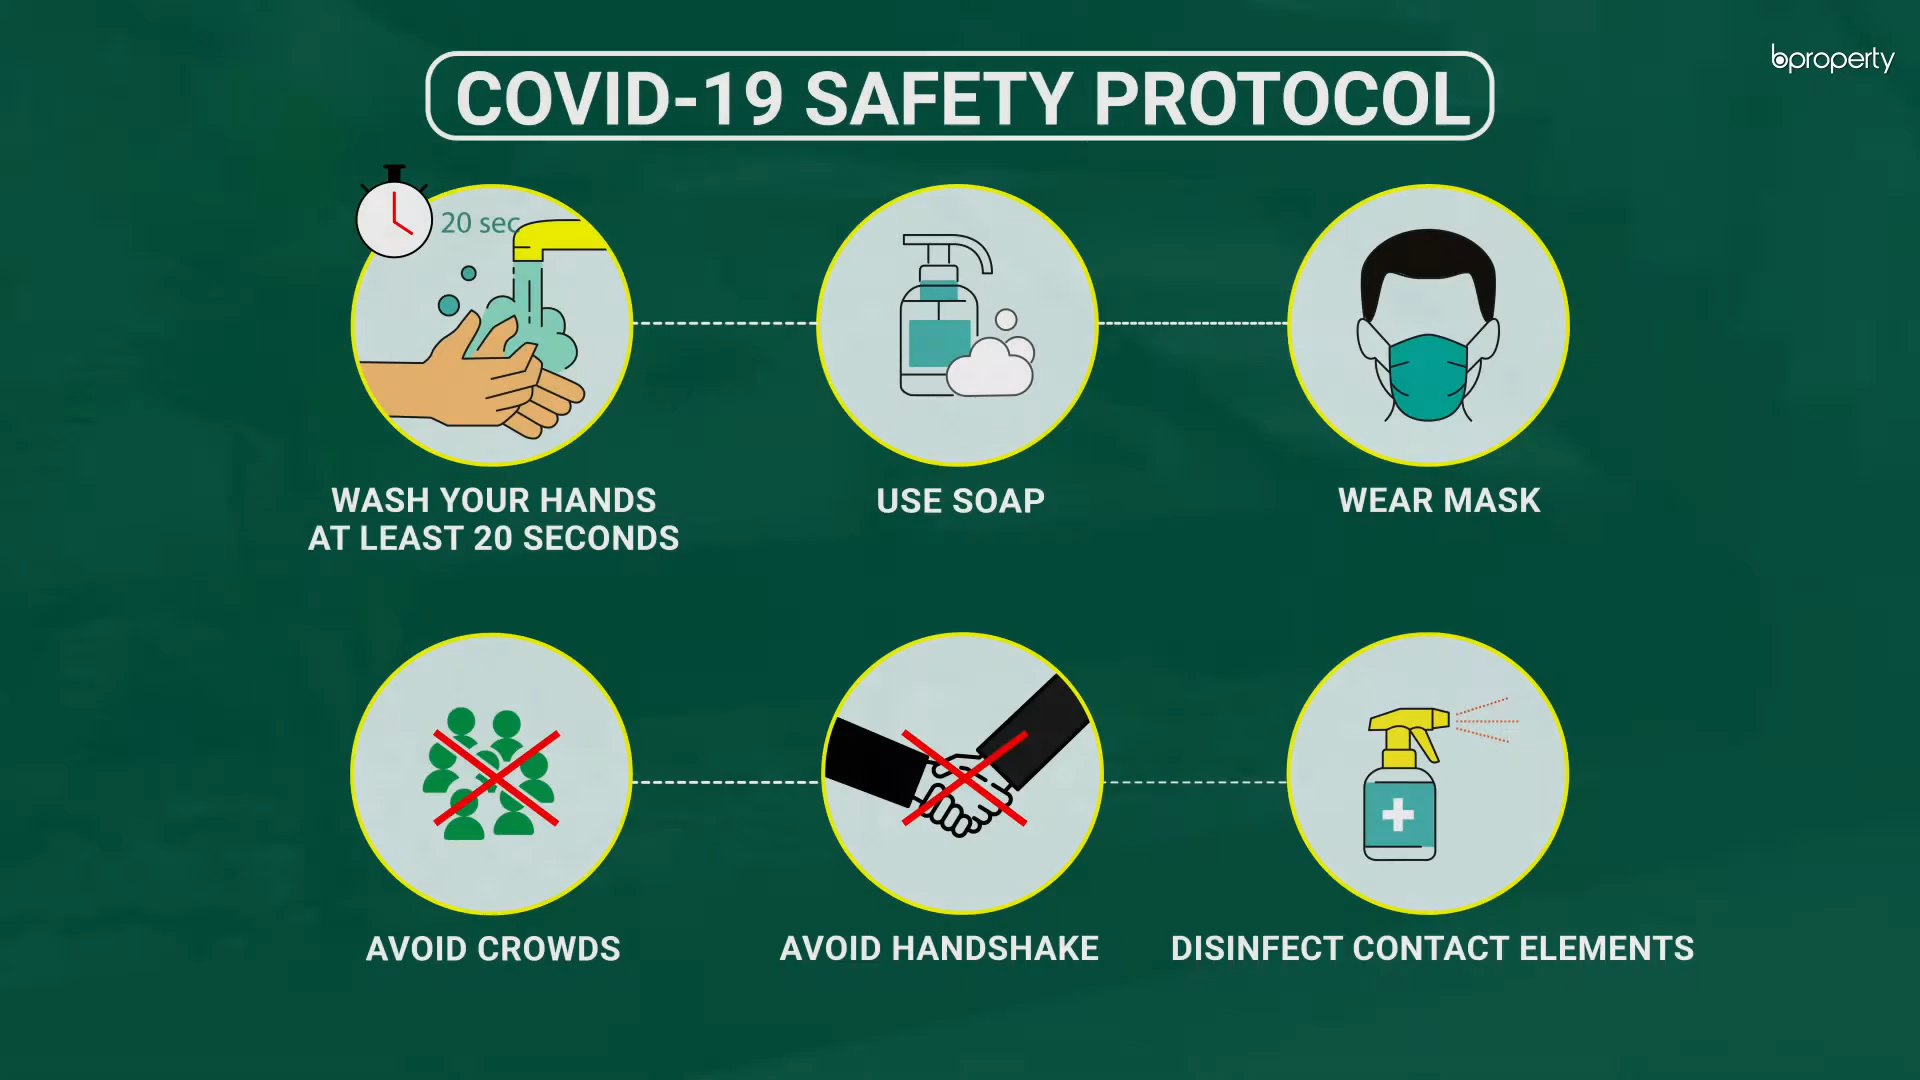 COVID-19 SAFETY PROTOCOL
bproperty
20 sec
WASH YOUR HANDS
AT LEAST 20 SECONDS
USE SOAP
WEAR MASK
AVOID CROWDS
AVOID HANDSHAKE
DISINFECT CONTACT ELEMENTS